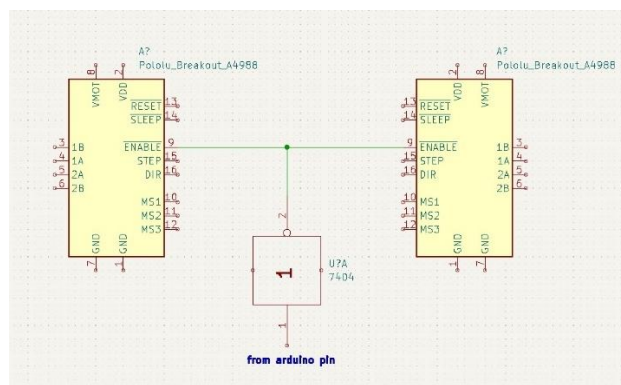 A?
Pololu_Breakout_A4988
8
2
VMOT
VDD
RESET
13
SLEEP
14
3
1B
ENABLE
9
4
1A
STEP
15
5
2A
DIR
16
6
2B
MS1
10
MS2
11
MS3
12
GND
GND
7
1
A?
Pololu_Breakout_A4988
2
8
VDD
VMOT
13
RESET
14
SLEEP
9
ENABLE
1B
3
15
STEP
1A
4
16
DIR
2A
5
2B
6
10
MS1
11
MS2
12
MS3
GND
GND
1
7
2
1
U?A
7404
1
from arduino pin